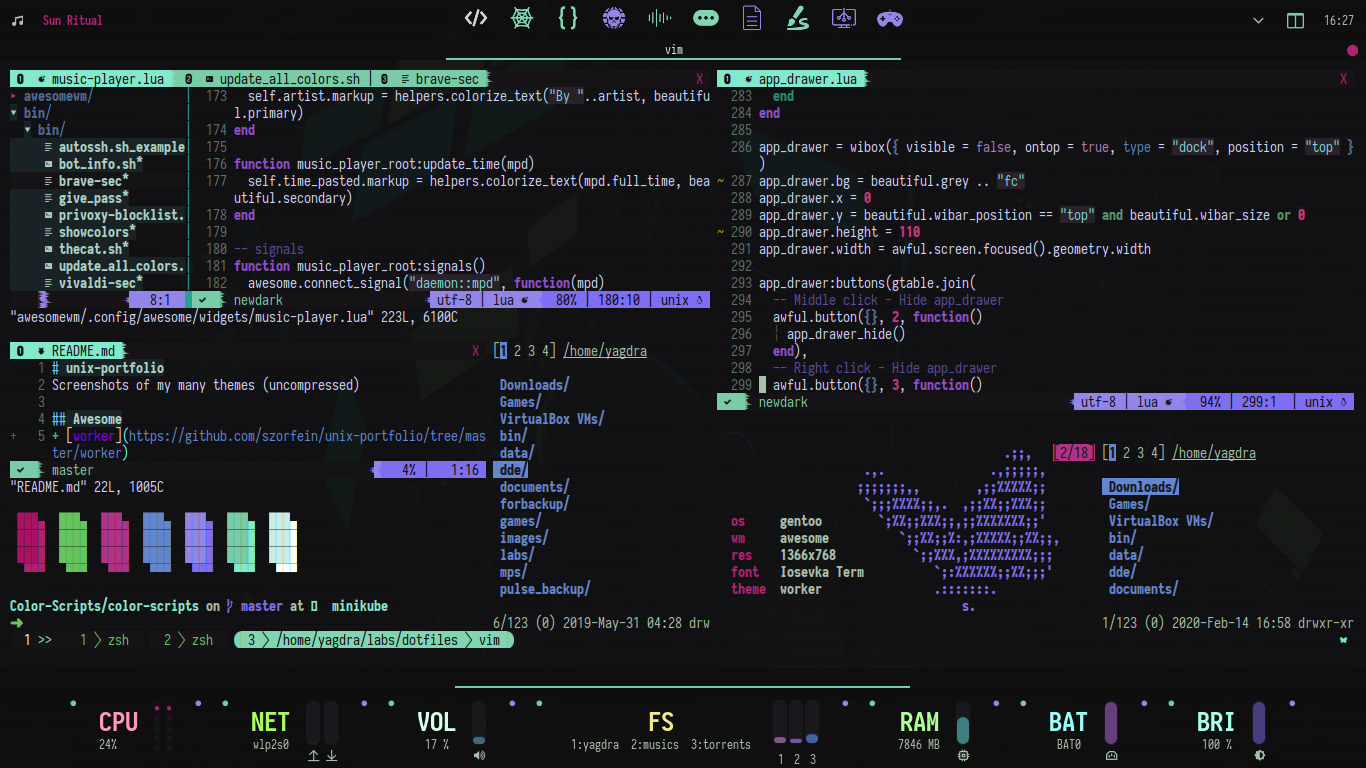 Sun Ritual
16:27
vim
1 music-player.lua 2 update_all_colors.sh 3 brave-sec X
awesomewm/
bin/
bin/
autossh.sh_example
bot_info.sh*
brave-sec*
give_pass*
privoxy-blocklist.
showcolors*
thecat.sh*
update_all_colors.
vivaldi-sec*
8:1
173 self.artist.markup = helpers.colorize_text("By "..artist, beautifu
l.primary)
174 end
175
176 function music_player_root:update_time(mpd)
177 self.time_pasted.markup = helpers.colorize_text(mpd.full_time, bea
utiful.secondary)
178 end
179
180 -- signals
181 function music_player_root:signals()
182 awesome.connect_signal("daemon::mpd", function(mpd)
newdark utf-8 | lua 80% | 180:10 | unix
"awesomewm/.config/awesome/widgets/music-player.lua" 223L, 6100C
app_drawer.lua X
283 end
284 end
285
286 app_drawer = wibox({ visible = false, ontop = true, type = "dock", position = "top" }
)
~ 287 app_drawer.bg = beautiful.grey .. "fc"
288 app_drawer.x = 0
289 app_drawer.y = beautiful.wibar_position == "top" and beautiful.wibar_size or 0
~ 290 app_drawer.height = 110
291 app_drawer.width = awful.screen.focused().geometry.width
292
293 app_drawer:buttons(gtable.join(
294 -- Middle click - Hide app_drawer
295 awful.button({}, 2, function()
296 ¦ app_drawer_hide()
297 end),
298 -- Right click - Hide app_drawer
299 awful.button({}, 3, function()
newdark utf-8 | lua 94% | 299:1 | unix
README.md X
1 # unix-portfolio
2 Screenshots of my many themes (uncompressed)
3
4 ## Awesome
+ 5 + [worker](https://github.com/szorfein/unix-portfolio/tree/mas
ter/worker)
master 4% | 1:16
"README.md" 22L, 1005C
[1 2 3 4] /home/yagdra
Downloads/
Games/
VirtualBox VMs/
bin/
data/
dde/
documents/
forbackup/
games/
images/
labs/
mps/
pulse_backup/
6/123 (0) 2019-May-31 04:28 drw
Color-Scripts/color-scripts on master at minikube
1 >> 1 zsh 2 zsh 3 /home/yagdra/labs/dotfiles vim
.;;,
.,. .,;;;;;,
;;;;;;;,, ,;;%%%%%;;
`;;;%%%%;;,. ,;;%%%%%%%;;
`;%%;;%%%;;,;;%%%%%%%;;'
`;;%%;;%:,;%%%%%;;%%;;,
`;;%%%,;%%%%%%%%%;;;
`;:%%%%%%;;%%;;;'
.:::::::.
s.
os gentoo
wm awesome
res 1366x768
font Iosevka Term
theme worker
[2/18] [1 2 3 4] /home/yagdra
Downloads/
Games/
VirtualBox VMs/
bin/
data/
dde/
documents/
1/123 (0) 2020-Feb-14 16:58 drwxr-xr
CPU
24%
NET
wlp2s0
VOL
17 %
FS
1:yagdra 2:musics 3:torrents
1 2 3
RAM
7846 MB
BAT
BAT0
BRI
100 %